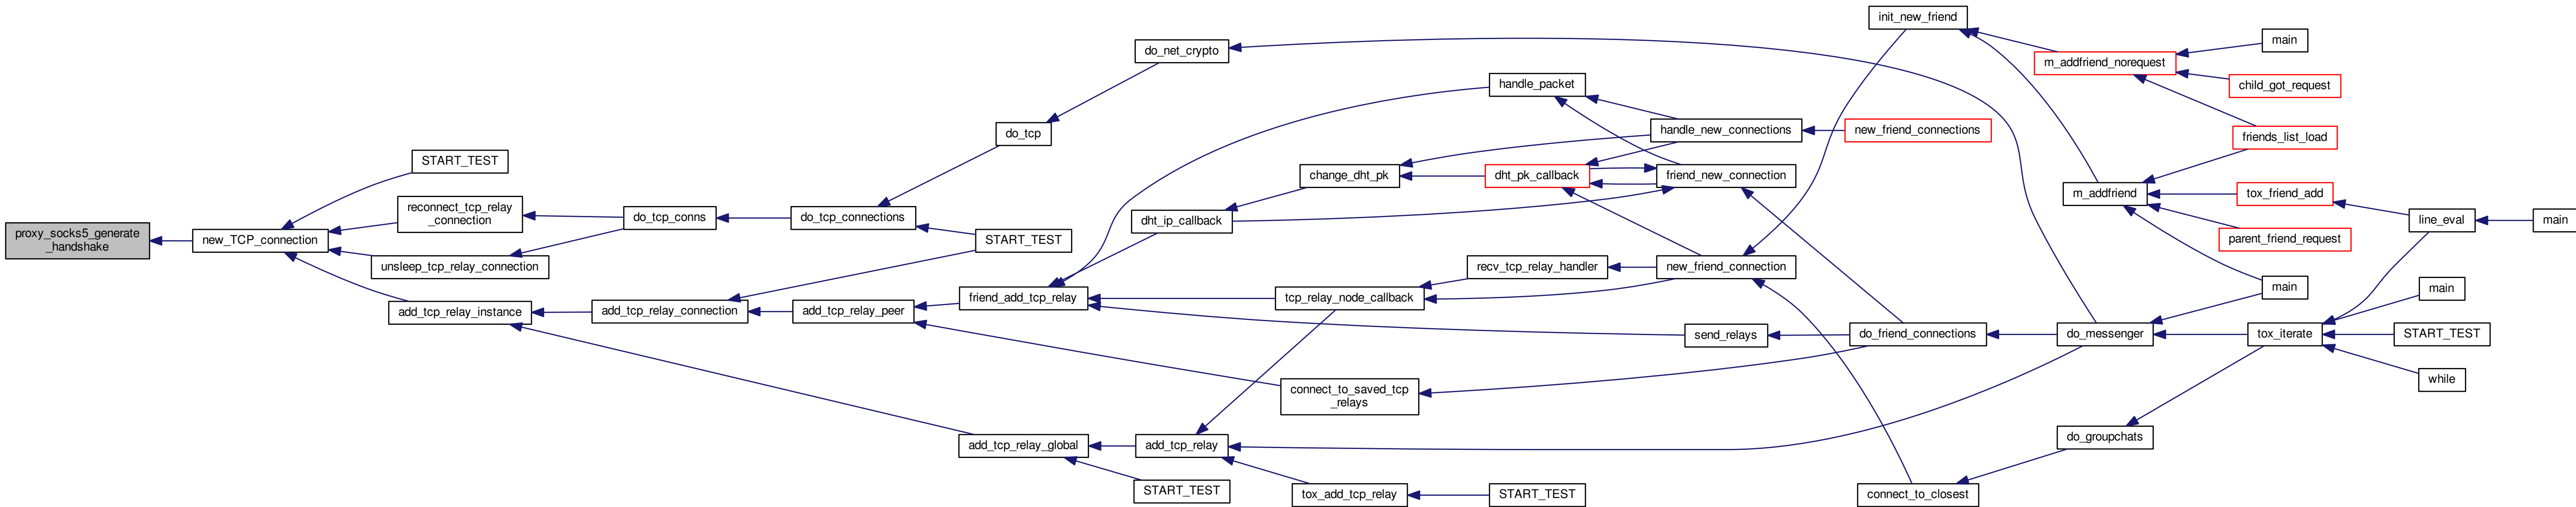 proxy_socks5_generate
_handshake
new_TCP_connection
START_TEST
reconnect_tcp_relay
_connection
unsleep_tcp_relay_connection
add_tcp_relay_instance
do_tcp_conns
add_tcp_relay_connection
do_tcp_connections
add_tcp_relay_peer
do_tcp
START_TEST
friend_add_tcp_relay
add_tcp_relay_global
do_net_crypto
dht_ip_callback
add_tcp_relay
START_TEST
change_dht_pk
tcp_relay_node_callback
connect_to_saved_tcp
_relays
tox_add_tcp_relay
handle_packet
dht_pk_callback
recv_tcp_relay_handler
START_TEST
handle_new_connections
friend_new_connection
new_friend_connection
send_relays
init_new_friend
new_friend_connections
do_friend_connections
connect_to_closest
m_addfriend_norequest
m_addfriend
do_messenger
do_groupchats
main
child_got_request
friends_list_load
tox_friend_add
parent_friend_request
main
tox_iterate
line_eval
main
START_TEST
while
main